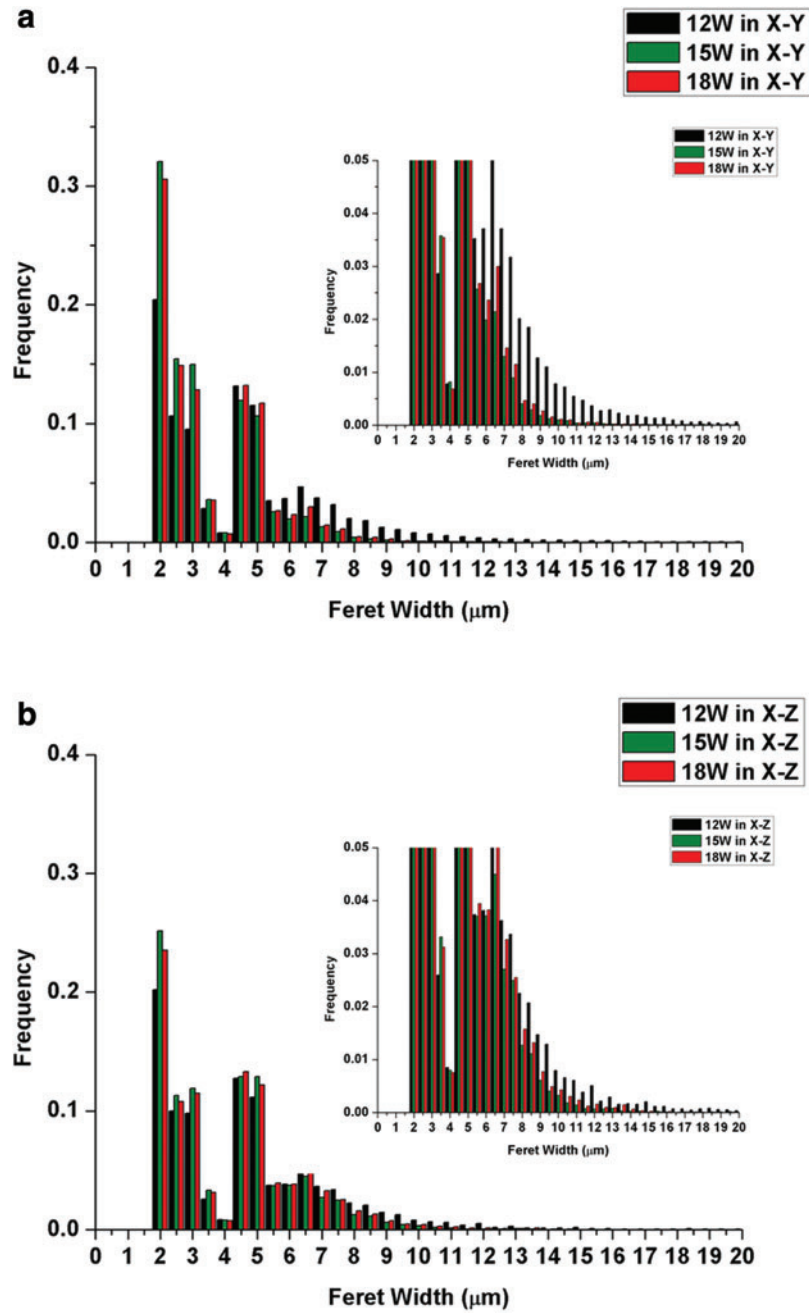 a
12W in X-Y
15W in X-Y
18W in X-Y
0.4
0.3
0.2
0.1
0.0
Frequency
0 1 2 3 4 5 6 7 8 9 10 11 12 13 14 15 16 17 18 19 20
Feret Width (μm)
12W in X-Y
15W in X-Y
18W in X-Y
0.05
0.04
0.03
0.02
0.01
0.00
Frequency
0 1 2 3 4 5 6 7 8 9 10 11 12 13 14 15 16 17 18 19 20
Feret Width (μm)
b
12W in X-Z
15W in X-Z
18W in X-Z
0.4
0.3
0.2
0.1
0.0
Frequency
0 1 2 3 4 5 6 7 8 9 10 11 12 13 14 15 16 17 18 19 20
Feret Width (μm)
12W in X-Z
15W in X-Z
18W in X-Z
0.05
0.04
0.03
0.02
0.01
0.00
Frequency
0 1 2 3 4 5 6 7 8 9 10 11 12 13 14 15 16 17 18 19 20
Feret Width (μm)